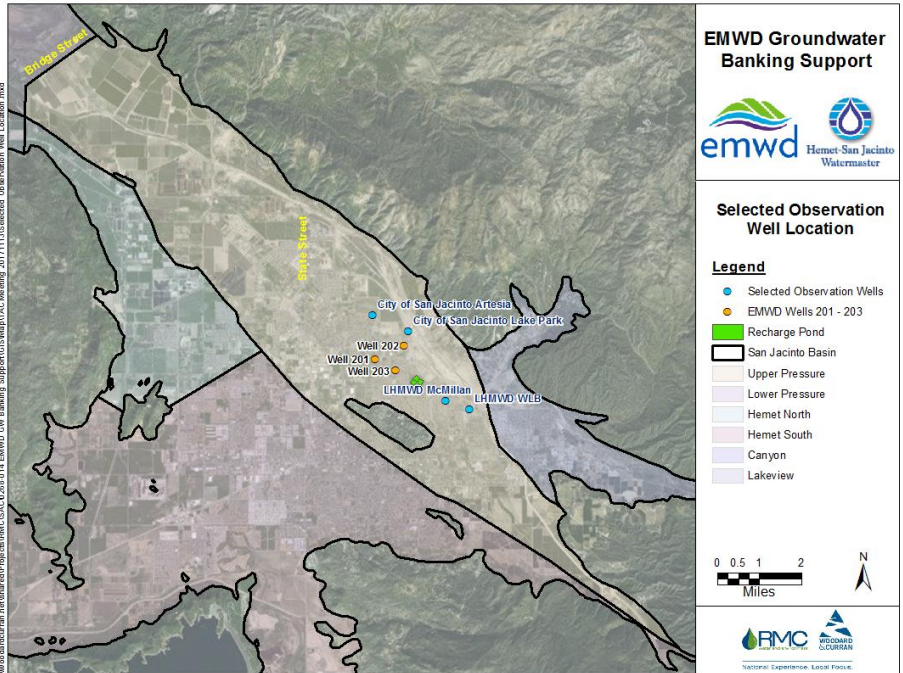 Bridge Street
State Street
City of San Jacinto Artesia
City of San Jacinto Lake Park
Well 202
Well 201
Well 203
LHMWD McMillan
LHMWD WLB
EMWD Groundwater
Banking Support
emwd
Hemet-San Jacinto
Watermaster
Selected Observation
Well Location
Legend
Selected Observation Wells
EMWD Wells 201 - 203
Recharge Pond
San Jacinto Basin
Upper Pressure
Lower Pressure
Hemet North
Hemet South
Canyon
Lakeview
0 0.5 1 2
Miles
N
RMC
WOODARD
&CURRAN
National Experience. Local Focus.